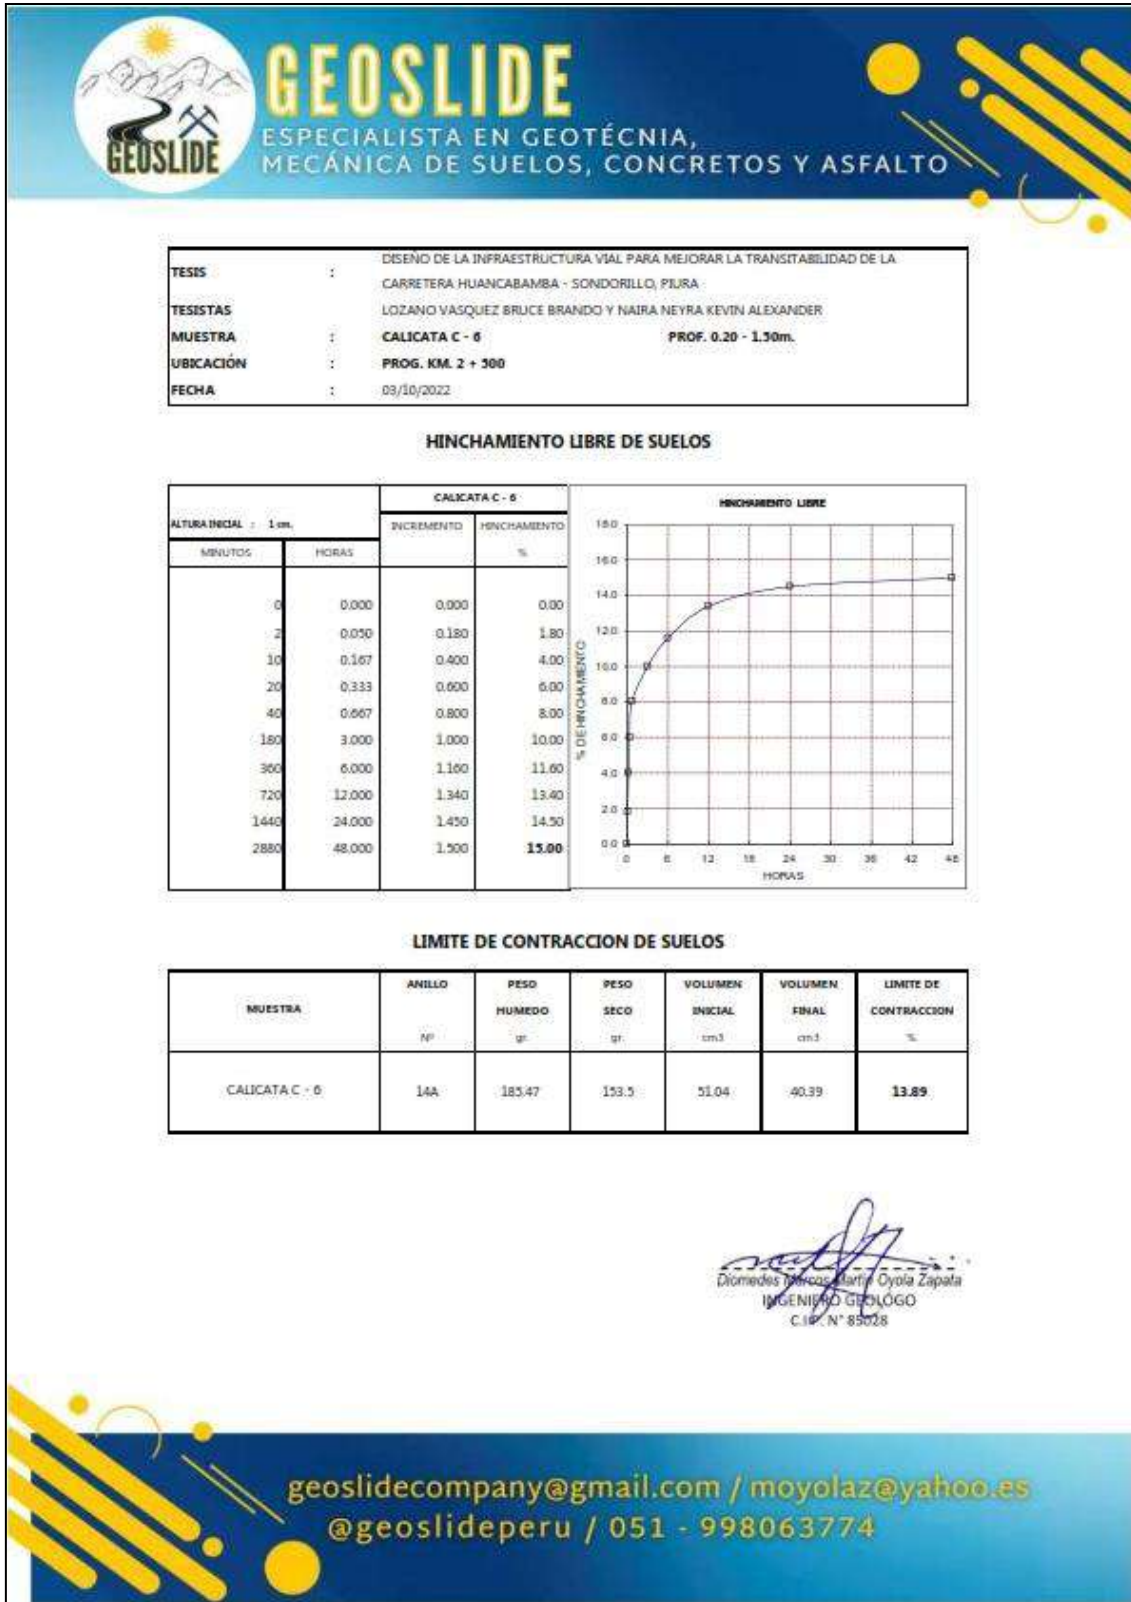 GEOSLIDE
GEOSLIDE
ESPECIALISTA EN GEOTÉCNIA,
MECÁNICA DE SUELOS, CONCRETOS Y ASFALTO
TESIS : DISEÑO DE LA INFRAESTRUCTURA VIAL PARA MEJORAR LA TRANSITABILIDAD DE LA
CARRETERA HUANCABAMBA - SONDORILLO, PIURA
TESISTAS LOZANO VASQUEZ BRUCE BRANDO Y NAIRA NEYRA KEVIN ALEXANDER
MUESTRA : CALICATA C - 6 PROF. 0.20 - 1.50m.
UBICACIÓN : PROG. KM. 2 + 500
FECHA : 03/10/2022
HINCHAMIENTO LIBRE DE SUELOS
CALICATA C - 6
ALTURA INICIAL : 1 cm. INCREMENTO HINCHAMIENTO
MINUTOS HORAS %
0 0.000 0.000 0.00
2 0.050 0.180 1.80
10 0.167 0.400 4.00
20 0.333 0.600 6.00
40 0.667 0.800 8.00
180 3.000 1.000 10.00
360 6.000 1.160 11.60
720 12.000 1.340 13.40
1440 24.000 1.450 14.50
2880 48.000 1.500 15.00
HINCHAMIENTO LIBRE
% DE HINCHAMIENTO
18.0
16.0
14.0
12.0
10.0
8.0
6.0
4.0
2.0
0.0
0 6 12 18 24 30 36 42 48
HORAS
LIMITE DE CONTRACCION DE SUELOS
MUESTRA ANILLO PESO PESO VOLUMEN VOLUMEN LIMITE DE
HUMEDO SECO INICIAL FINAL CONTRACCION
Nº gr. gr. cm3 cm3 %
CALICATA C - 6 14A 185.47 153.5 51.04 40.39 13.89
Diomedes Marcos Martín Oyola Zapata
INGENIERO GEOLOGO
C.I.P. N° 85028
geoslidecompany@gmail.com / moyolaz@yahoo.es
@geoslideperu / 051 - 998063774